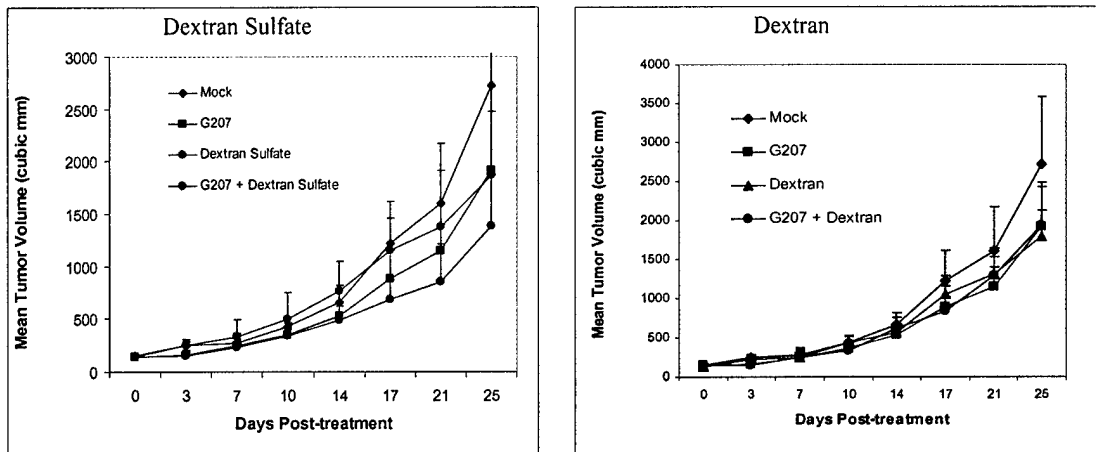 Dextran Sulfate
Mean Tumor Volume (cubic mm)
3000
2500
2000
1500
1000
500
0
Mock
G207
Dextran Sulfate
G207 + Dextran Sulfate
0 3 7 10 14 17 21 25
Days Post-treatment
Dextran
Mean Tumor Volume (cubic mm)
4000
3500
3000
2500
2000
1500
1000
500
0
Mock
G207
Dextran
G207 + Dextran
0 3 7 10 14 17 21 25
Days Post-treatment